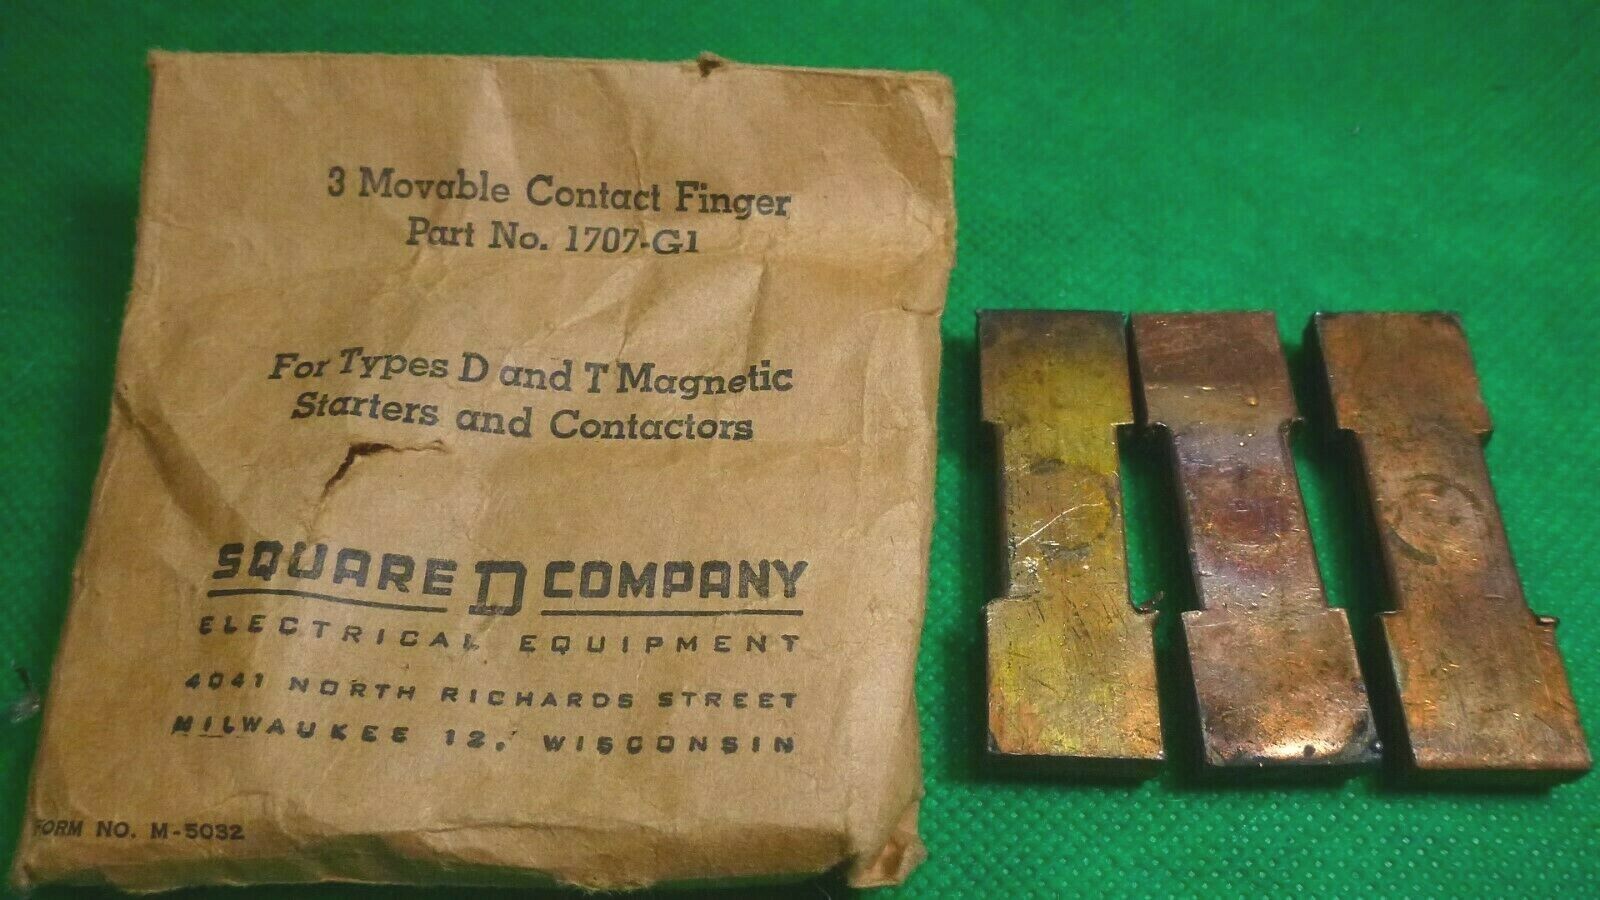 3 Movable Contact Finger
Part No. 1707-G1
For Types D and T Magnetic
Starters and Contactors
SQUARE D COMPANY
ELECTRICAL EQUIPMENT
4041 NORTH RICHARDS STREET
MILWAUKEE 12, WISCONSIN
FORM NO. M-5032